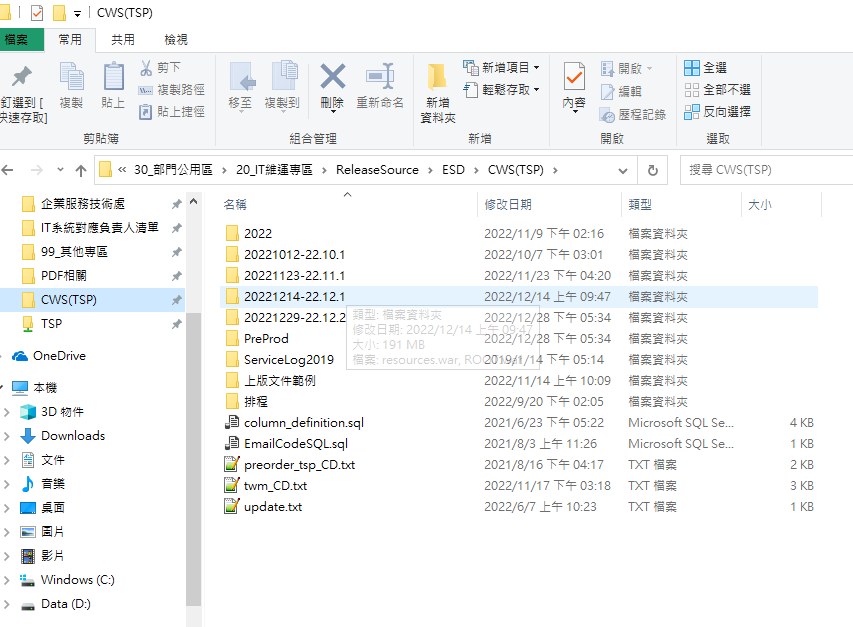 CWS(TSP)
檔案 常用 共用 檢視
釘選到 [
快速存取]
複製
貼上
剪下
複製路徑
貼上捷徑
剪貼簿
移至
複製到
刪除
重新命名
組合管理
新增
資料夾
新增項目
輕鬆存取
新增
內容
開啟
編輯
歷程記錄
開啟
全選
全部不選
反向選擇
選取
« 30_部門公用區 › 20_IT維運專區 › ReleaseSource › ESD › CWS(TSP) ›
搜尋 CWS(TSP)
企業服務技術處
IT系統對應負責人清單
99_其他專區
PDF相關
CWS(TSP)
TSP
OneDrive
本機
3D 物件
Downloads
文件
音樂
桌面
圖片
影片
Windows (C:)
Data (D:)
名稱 修改日期 類型 大小
2022 2022/11/9 下午 02:16 檔案資料夾
20221012-22.10.1 2022/10/7 下午 03:01 檔案資料夾
20221123-22.11.1 2022/11/23 下午 04:20 檔案資料夾
20221214-22.12.1 2022/12/14 上午 09:47 檔案資料夾
20221229-22.12.2 2022/12/28 下午 05:34 檔案資料夾
PreProd 2022/12/28 下午 05:34 檔案資料夾
ServiceLog2019 2019/1/14 下午 05:14 檔案資料夾
上版文件範例 2022/11/14 上午 10:09 檔案資料夾
排程 2022/9/20 下午 02:05 檔案資料夾
column_definition.sql 2021/6/23 下午 05:22 Microsoft SQL Se... 4 KB
EmailCodeSQL.sql 2021/8/3 上午 11:26 Microsoft SQL Se... 1 KB
preorder_tsp_CD.txt 2021/8/16 下午 04:17 TXT 檔案 2 KB
twm_CD.txt 2022/11/17 下午 03:18 TXT 檔案 3 KB
update.txt 2022/6/7 上午 10:23 TXT 檔案 1 KB
類型: 檔案資料夾
修改日期: 2022/12/14 上午 09:47
大小: 191 MB
檔案: resources.war,